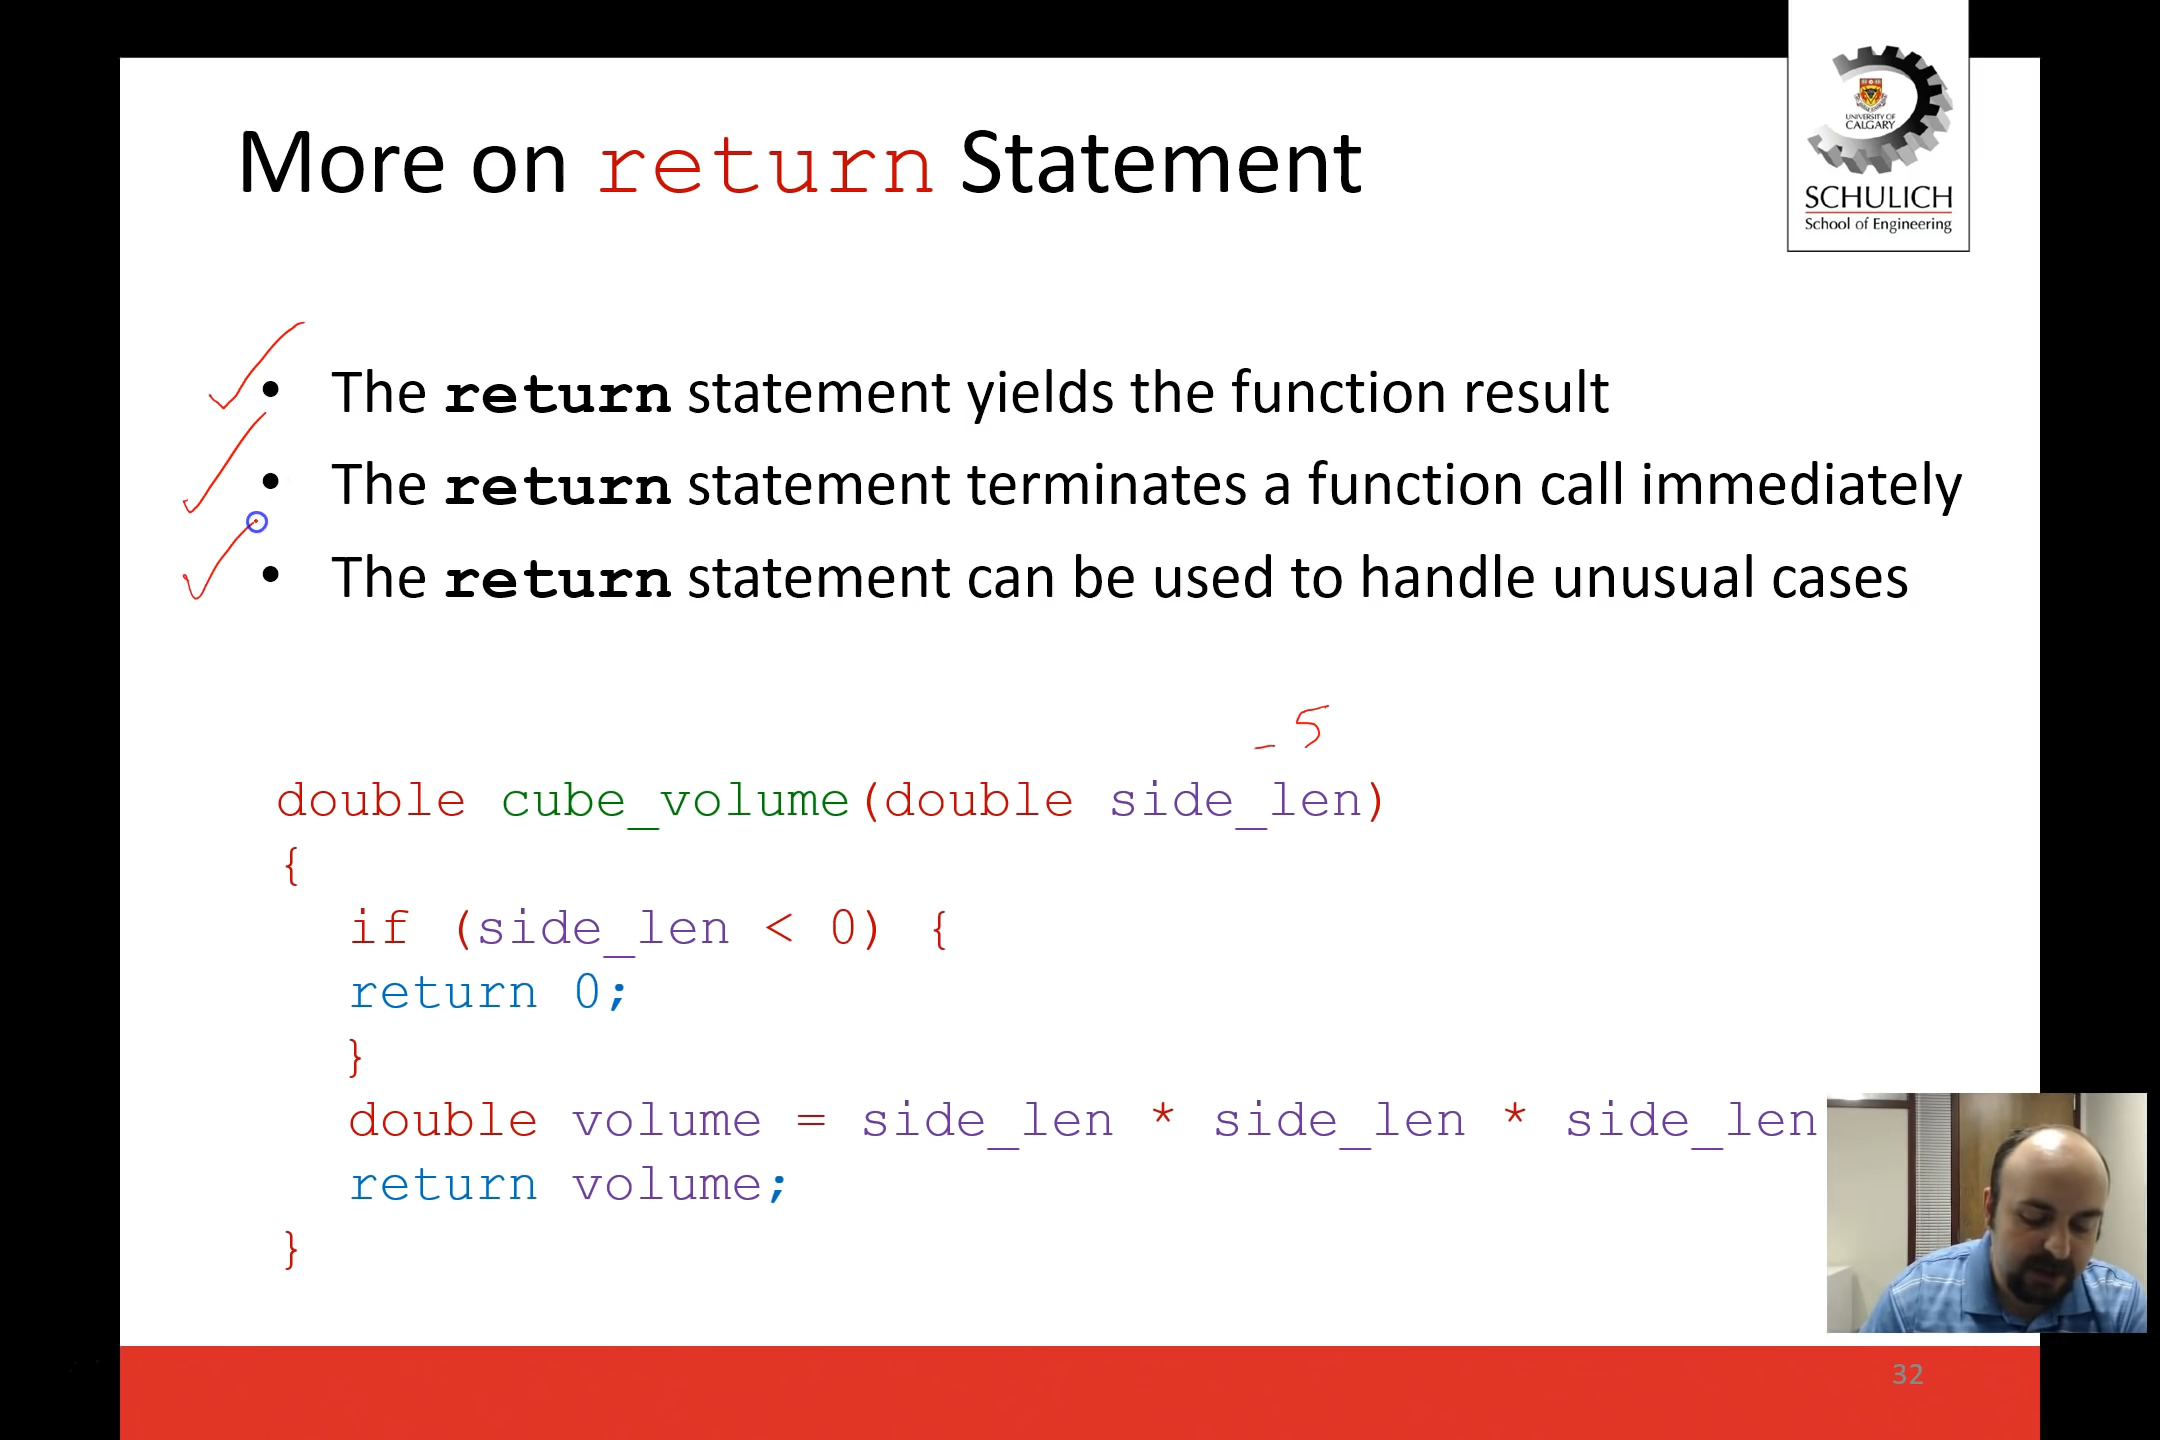 More on return Statement
UNIVERSITY OF
CALGARY
SCHULICH
School of Engineering
• The return statement yields the function result
• The return statement terminates a function call immediately
• The return statement can be used to handle unusual cases
- 5
double cube_volume(double side_len)
{
if (side_len < 0) {
return 0;
}
double volume = side_len * side_len * side_len
return volume;
}
32